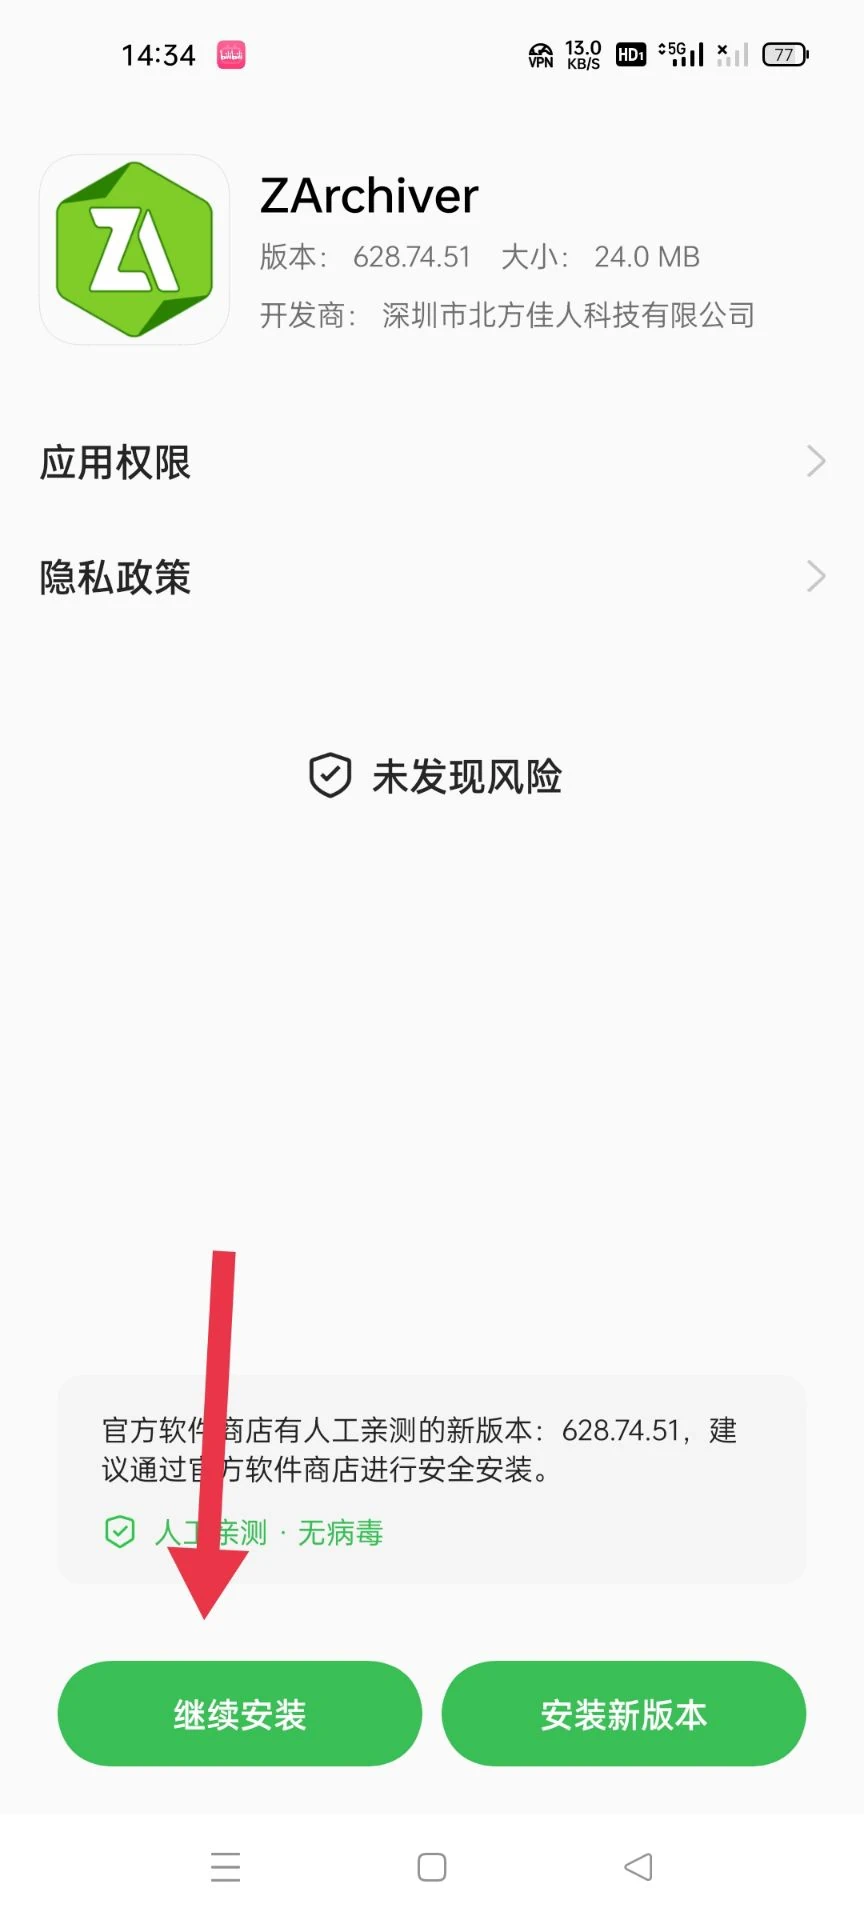 14:34
VPN 13.0 KB/S HD1 5G 77
ZArchiver
版本： 628.74.51 大小： 24.0 MB
开发商： 深圳市北方佳人科技有限公司
应用权限
隐私政策
未发现风险
官方软件商店有人工亲测的新版本：628.74.51，建
议通过官方软件商店进行安全安装。
人工亲测 · 无病毒
继续安装
安装新版本